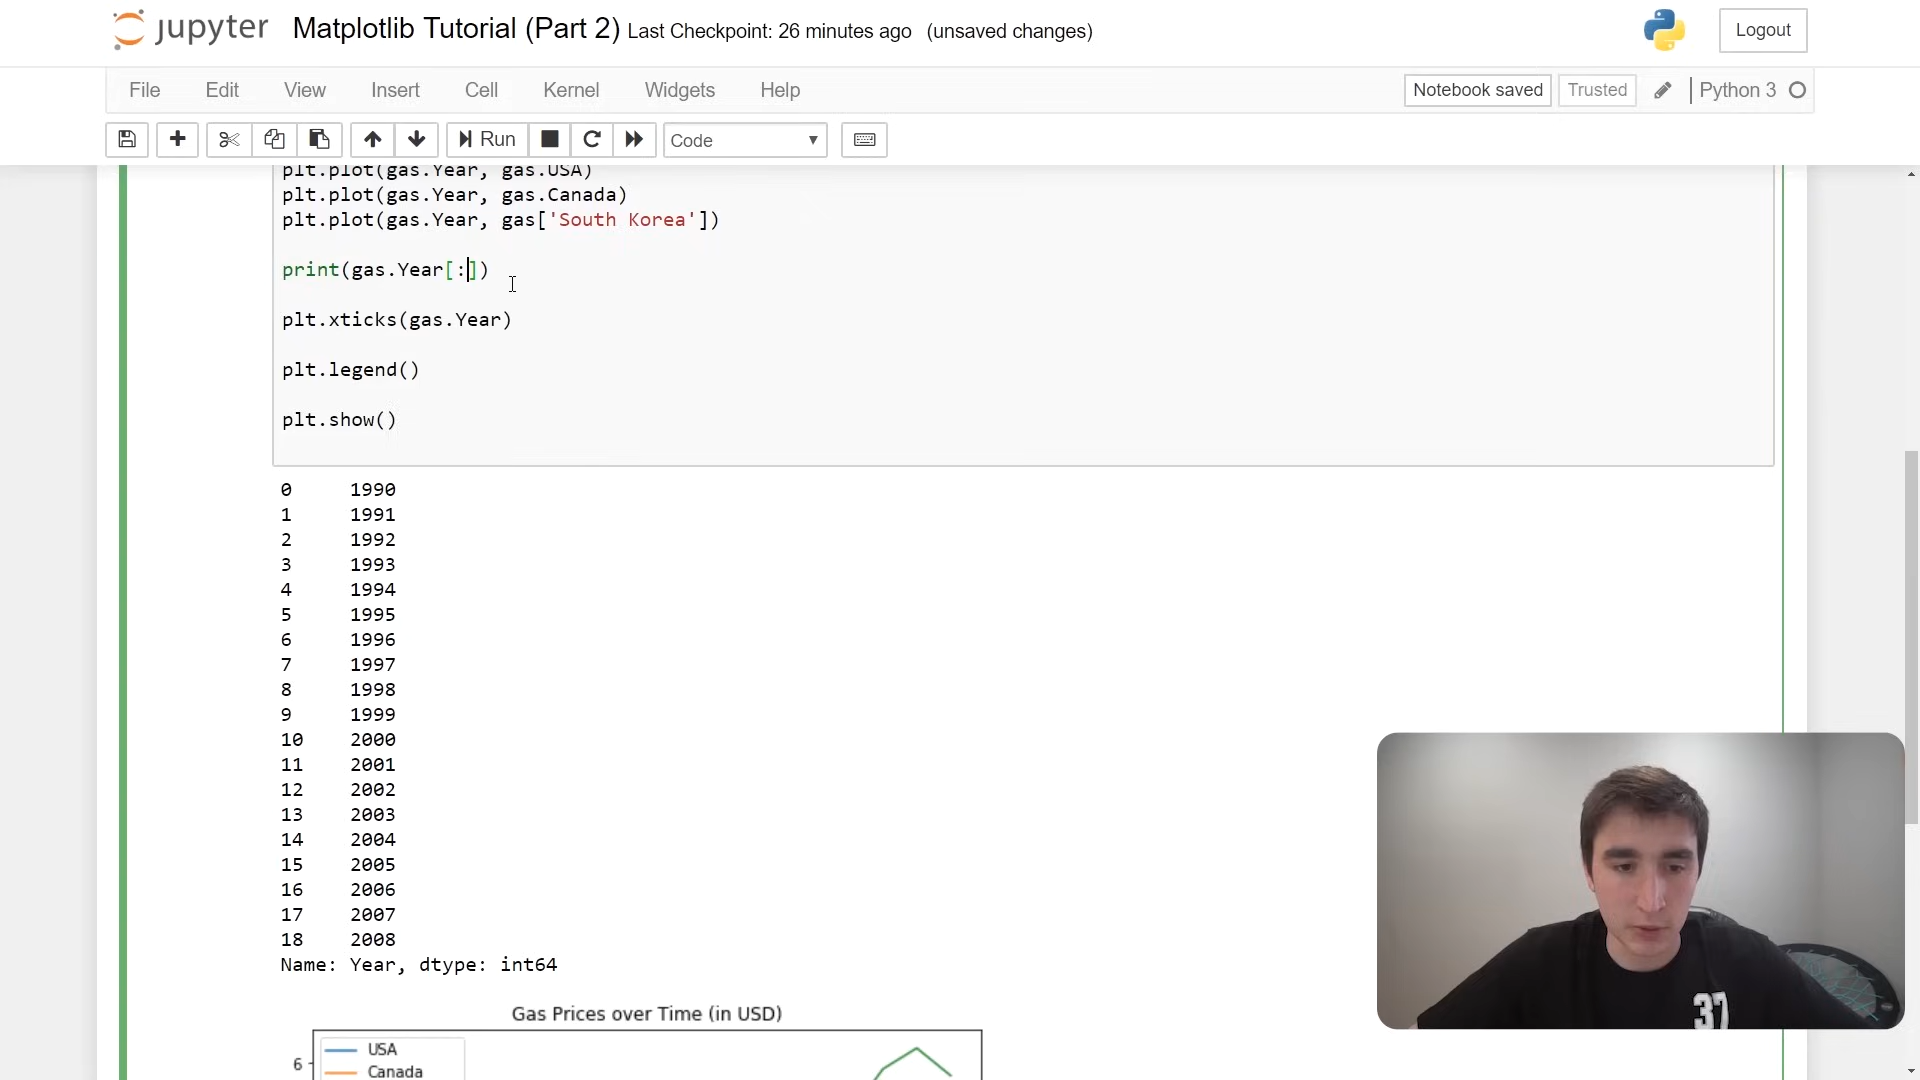 jupyter Matplotlib Tutorial (Part 2) Last Checkpoint: 26 minutes ago (unsaved changes) Logout
File Edit View Insert Cell Kernel Widgets Help Notebook saved Trusted Python 3
Run Code
plt.plot(gas.Year, gas.USA)
plt.plot(gas.Year, gas.Canada)
plt.plot(gas.Year, gas['South Korea'])
print(gas.Year[:])
plt.xticks(gas.Year)
plt.legend()
plt.show()
0 1990
1 1991
2 1992
3 1993
4 1994
5 1995
6 1996
7 1997
8 1998
9 1999
10 2000
11 2001
12 2002
13 2003
14 2004
15 2005
16 2006
17 2007
18 2008
Name: Year, dtype: int64
Gas Prices over Time (in USD)
USA
6
Canada
37